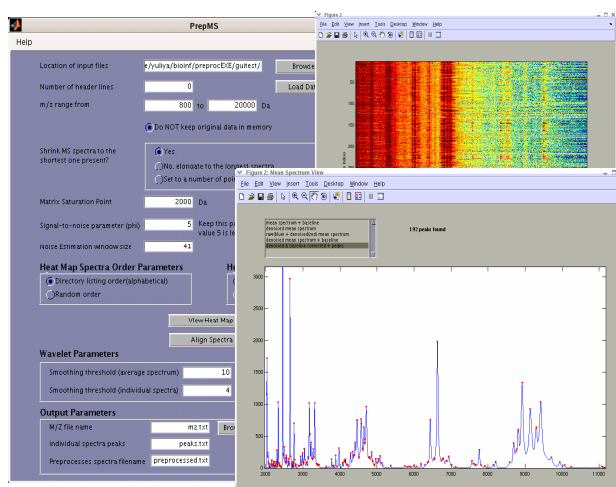 PrepMS
Help
Location of input files e/yuliya/bioinf/preprocEXE/guitest/ Browse
Number of header lines 0 Load Dat
m/z range from 800 to 20000 Da
Do NOT keep original data in memory
Shrink MS spectra to the shortest one present?
Yes
No, elongate to the longest spectra
Set to a number of poi
Matrix Saturation Point 2000 Da
Signal-to-noise parameter (phi) 5 Keep this pa
value 5 is le
Noise Estimation window size 41
Heat Map Spectra Order Parameters He
Directory listing order(alphabetical)
Random order
View Heat Map
Align Spectra
Wavelet Parameters
Smoothing threshold (average spectrum) 10
Smoothing threshold (individual spectra) 4
Output Parameters
M/Z file name mz.txt Bro
individual spectra peaks peaks.txt
Preprocesses spectra filename preprocessed.txt
Figure 2
File Edit View Insert Tools Desktop Window Help
50
100
150
Figure 2: Mean Spectrum View
File Edit View Insert Tools Desktop Window Help
mean spectrum + baseline
denoised mean spectrum
raw(blue) + denoised(red) mean spectrum
denoised mean spectrum + baseline
denoised & baseline corrected + peaks
192 peaks found
3000
2500
2000
1500
1000
500
0
2000 3000 4000 5000 6000 7000 8000 9000 10000 11000